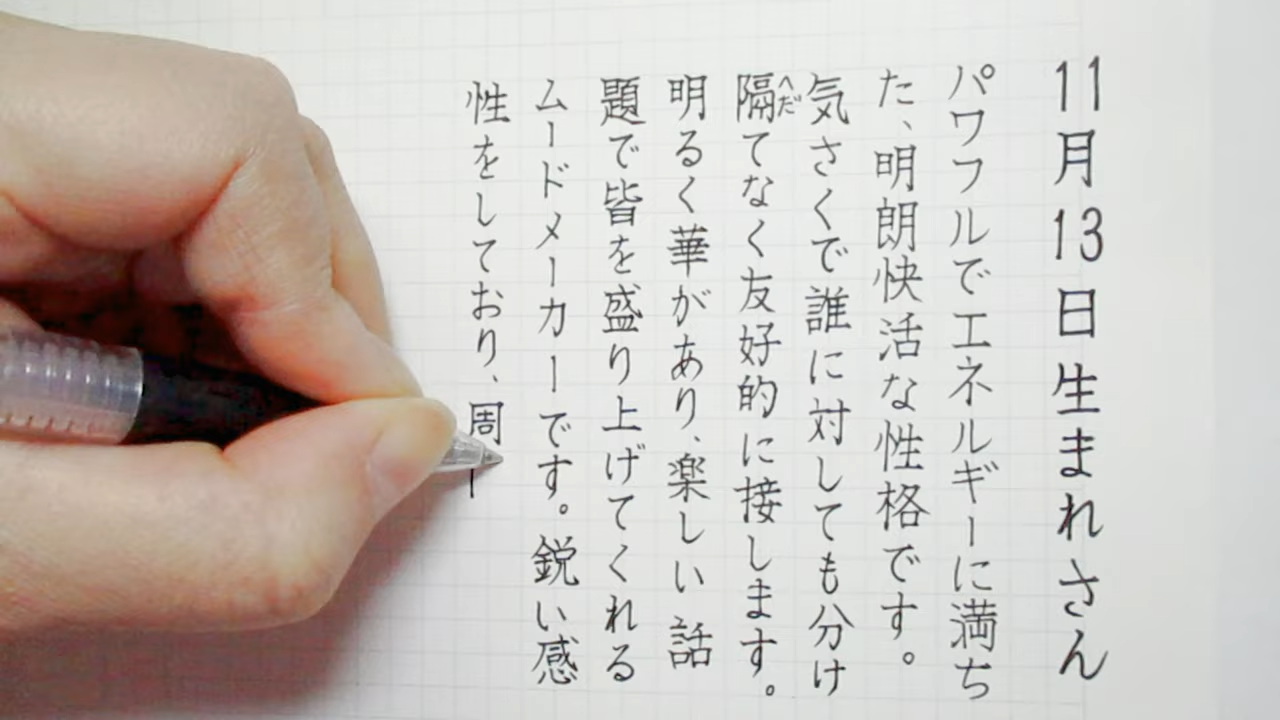 11月13日生まれさん
パワフルでエネルギーに満ち
た、明朗快活な性格です。
気さくで誰に対しても分け
隔てなく友好的に接します。
へだ
明るく華があり、楽しい話
題で皆を盛り上げてくれる
ムードメーカーです。鋭い感
性をしており、周